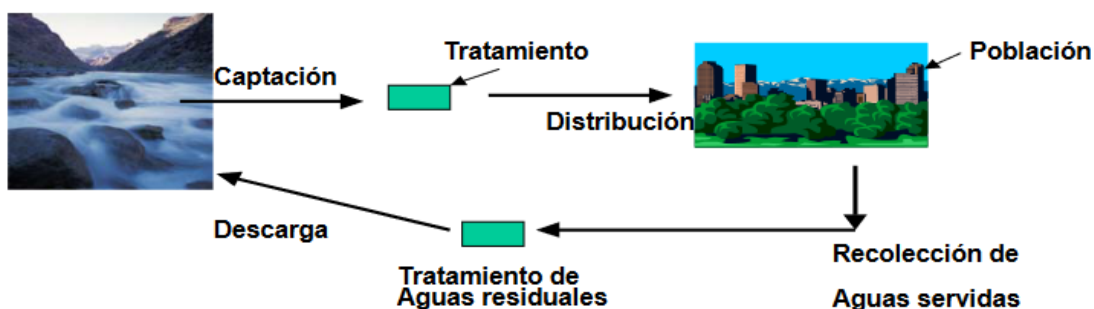 Captación
Tratamiento
Distribución
Población
Recolección de
Aguas servidas
Tratamiento de
Aguas residuales
Descarga